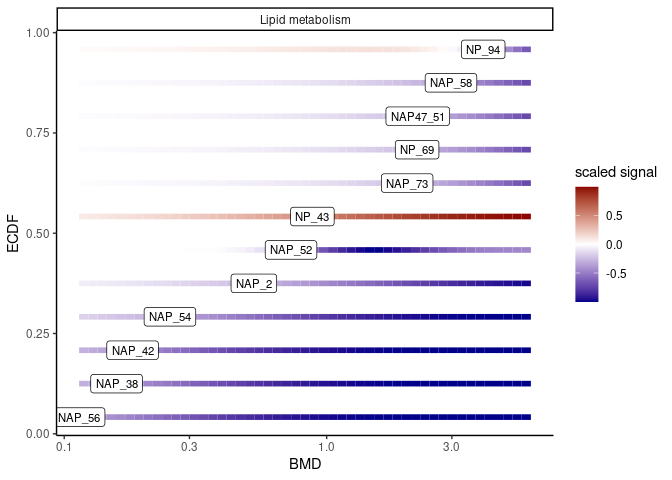 Lipid metabolism
1.00
NP_94
NAP_58
scaled signal
0.75
NAP47_51
NP_69
NAP_73
0.5
ECDF
0.50
NP_43
0.0
NAP_52
-0.5
NAP_2
0.25
NAP_54
NAP_42
NAP_38
NAP_56
0.00
0.1
0.3
1.0
3.0
BMD